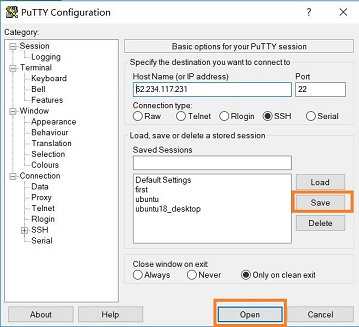 PuTTY Configuration
Category:
Session
Logging
Terminal
Keyboard
Bell
Features
Window
Appearance
Behaviour
Translation
Selection
Colours
Connection
Data
Proxy
Telnet
Rlogin
SSH
Serial
Basic options for your PuTTY session
Specify the destination you want to connect to
Host Name (or IP address) Port
62.234.117.231 22
Connection type:
Raw Telnet Rlogin SSH Serial
Load, save or delete a stored session
Saved Sessions
Default Settings
first
ubuntu
ubuntu18_desktop
Load
Save
Delete
Close window on exit
Always Never Only on clean exit
About Help Open Cancel